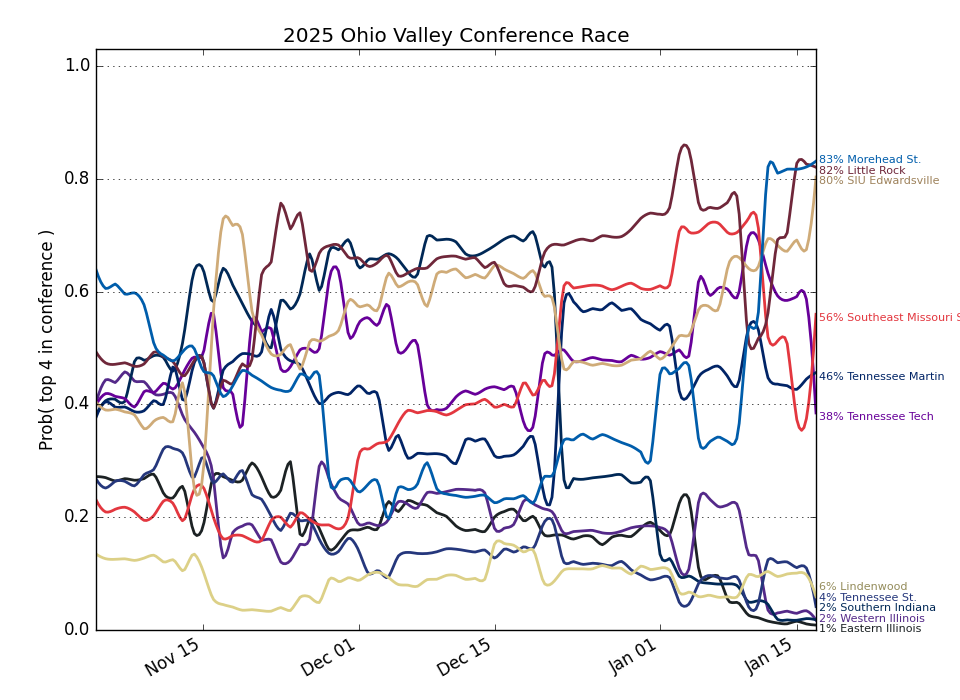 2025 Ohio Valley Conference Race
Prob( top 4 in conference )
1.0
0.8
0.6
0.4
0.2
0.0
Nov 15
Dec 01
Dec 15
Jan 01
Jan 15
83% Morehead St.
82% Little Rock
80% SIU Edwardsville
56% Southeast Missouri S
46% Tennessee Martin
38% Tennessee Tech
6% Lindenwood
4% Tennessee St.
2% Southern Indiana
2% Western Illinois
1% Eastern Illinois